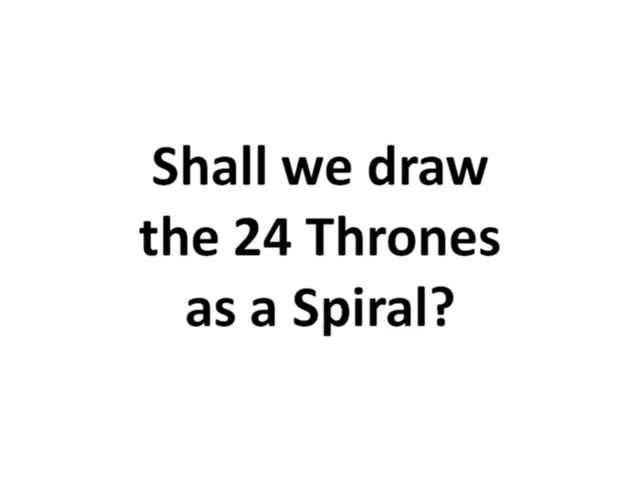 Shall we draw
the 24 Thrones
as a Spiral?